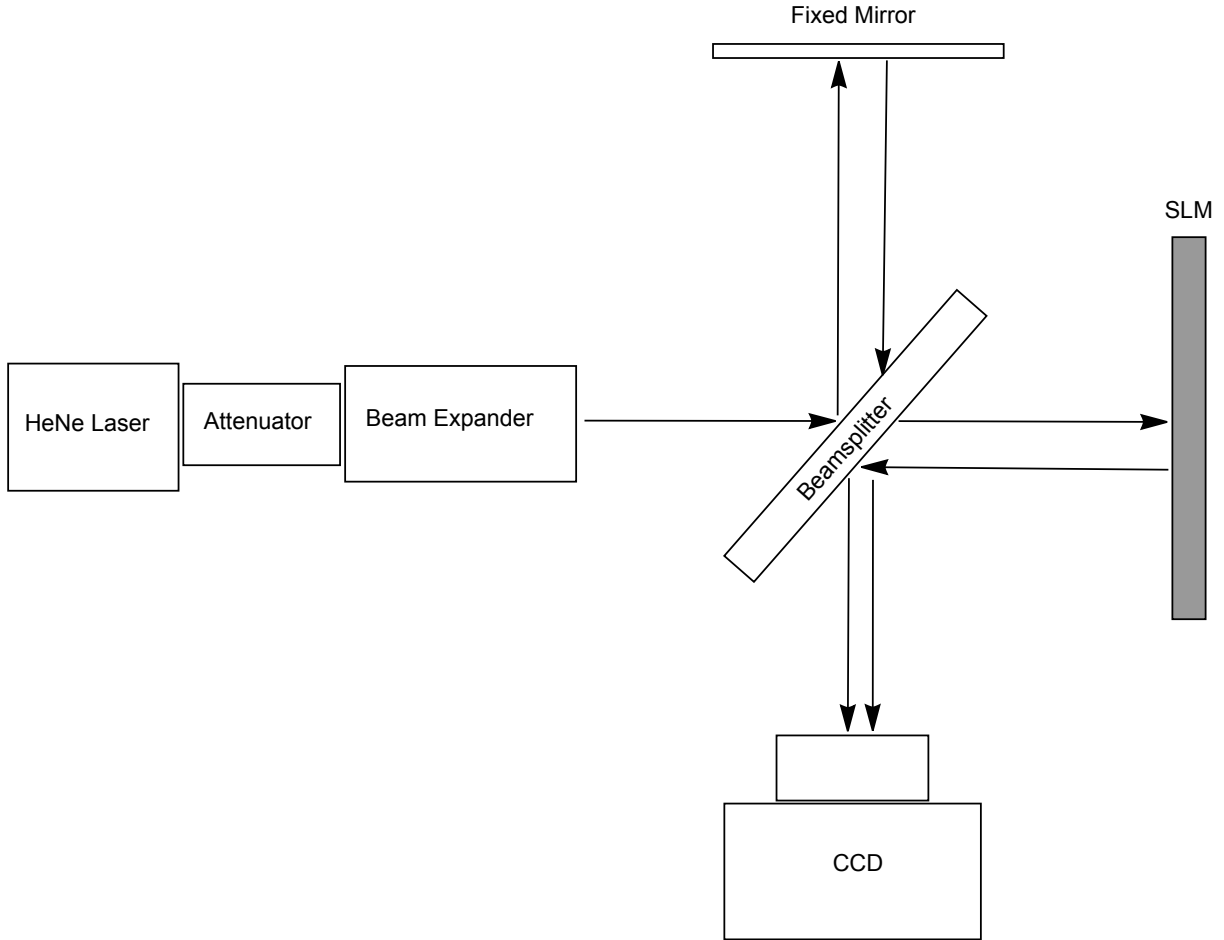 Fixed Mirror
SLM
HeNe Laser
Attenuator
Beam Expander
Beamsplitter
CCD